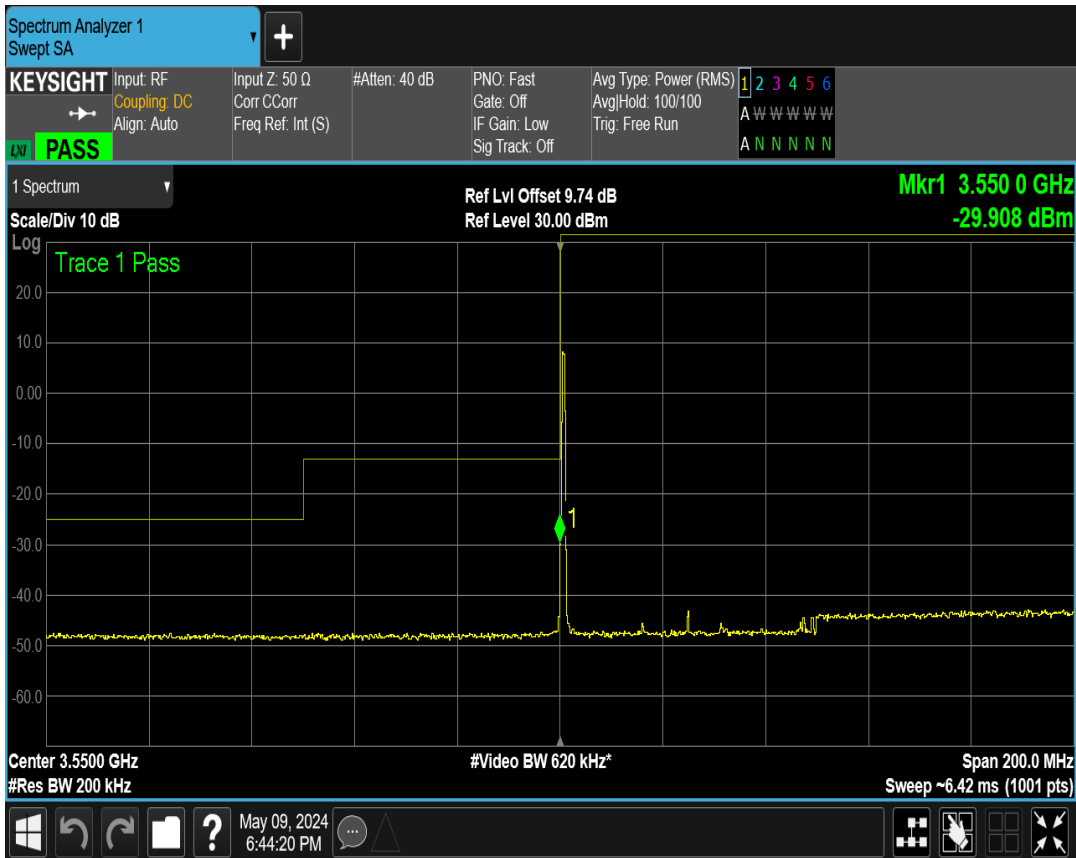 Spectrum Analyzer 1
Swept SA
+
KEYSIGHT
LXI
PASS
Input: RF
Coupling: DC
Align: Auto
Input Z: 50 Ω
Corr CCorr
Freq Ref: Int (S)
#Atten: 40 dB
PNO: Fast
Gate: Off
IF Gain: Low
Sig Track: Off
Avg Type: Power (RMS)
Avg|Hold: 100/100
Trig: Free Run
1 2 3 4 5 6
A W W W W W
A N N N N N
1 Spectrum
Scale/Div 10 dB
Ref Lvl Offset 9.74 dB
Ref Level 30.00 dBm
Mkr1 3.550 0 GHz
-29.908 dBm
Log
Trace 1 Pass
20.0
10.0
0.00
-10.0
-20.0
1
-30.0
-40.0
-50.0
-60.0
Center 3.5500 GHz
#Video BW 620 kHz*
Span 200.0 MHz
#Res BW 200 kHz
Sweep ~6.42 ms (1001 pts)
?
May 09, 2024
6:44:20 PM